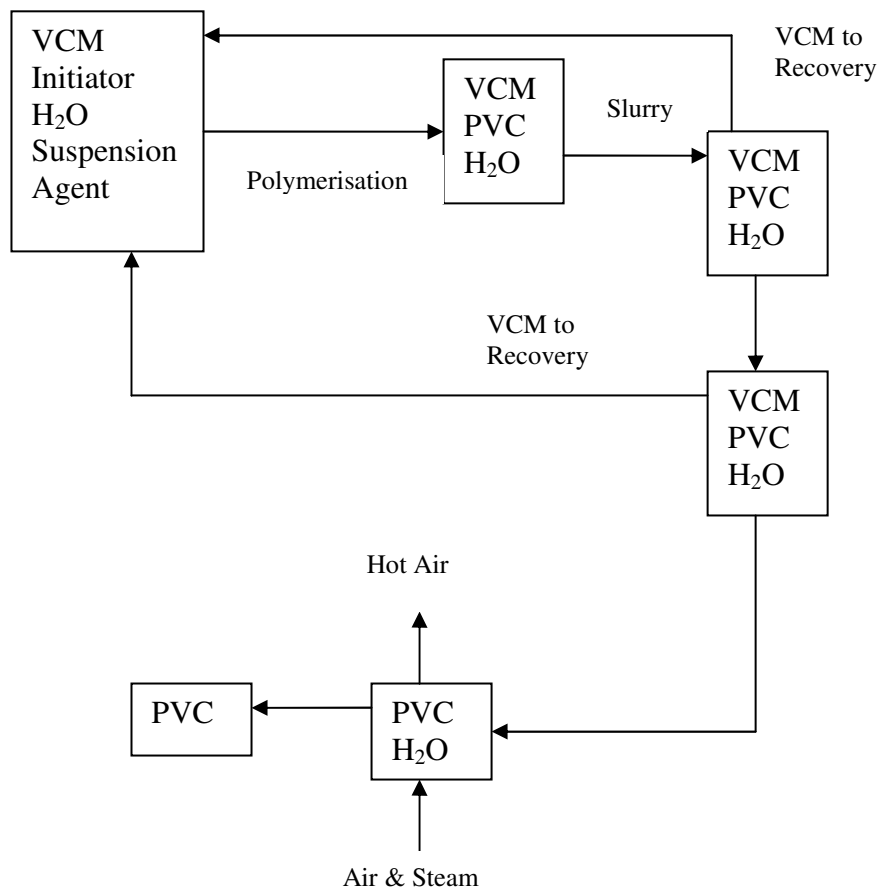 VCM
Initiator
H₂O
Suspension
Agent
Polymerisation
VCM
PVC
H₂O
Slurry
VCM to
Recovery
VCM
PVC
H₂O
VCM to
Recovery
VCM
PVC
H₂O
Hot Air
PVC
PVC
H₂O
Air & Steam